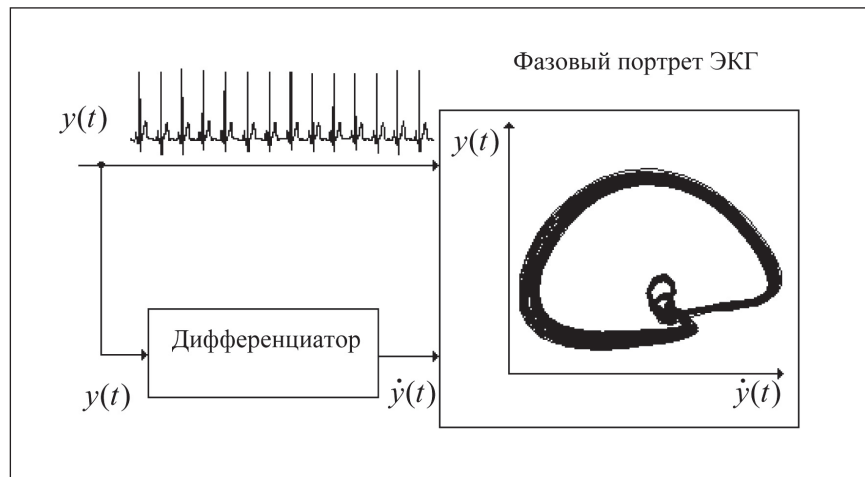 Фазовый портрет ЭКГ
y(t)
y(t)
Дифференциатор
y(t)
ẏ(t)
ẏ(t)